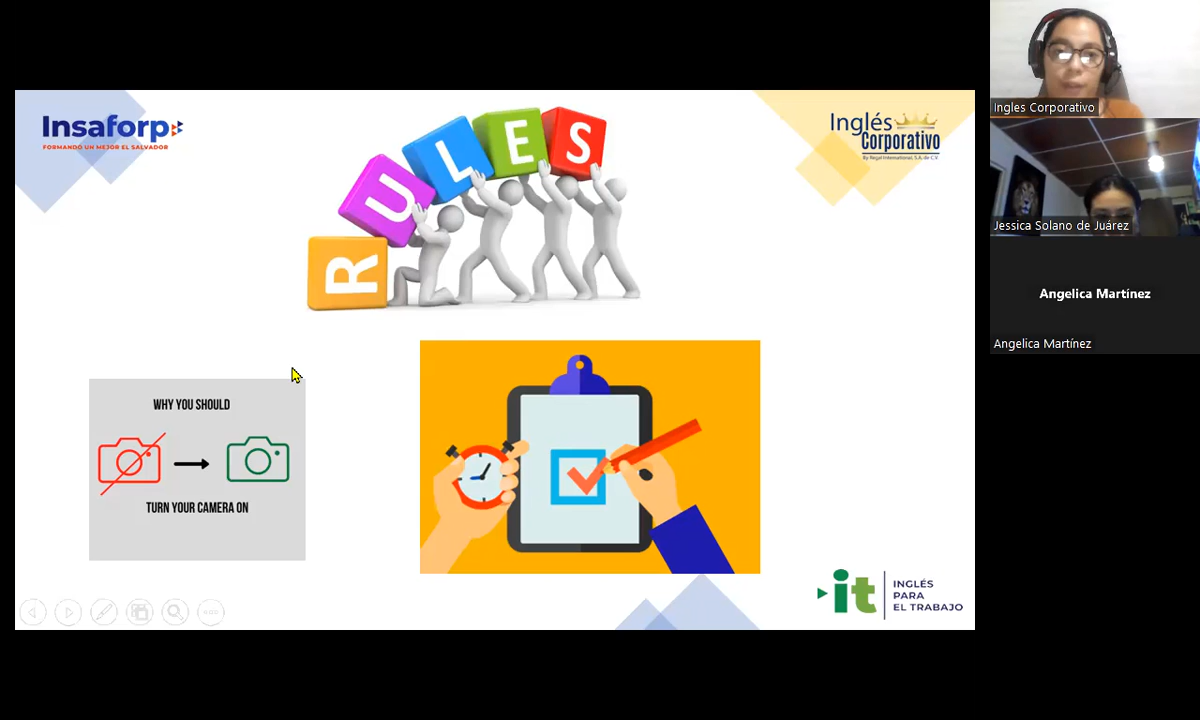 Insaforp
FORMANDO UN MEJOR EL SALVADOR
RULES
Inglés
Corporativo
By Regal International, S.A. de C.V.
WHY YOU SHOULD
TURN YOUR CAMERA ON
it
INGLÉS
PARA
EL TRABAJO
Ingles Corporativo
Jessica Solano de Juárez
Angelica Martínez
Angelica Martínez